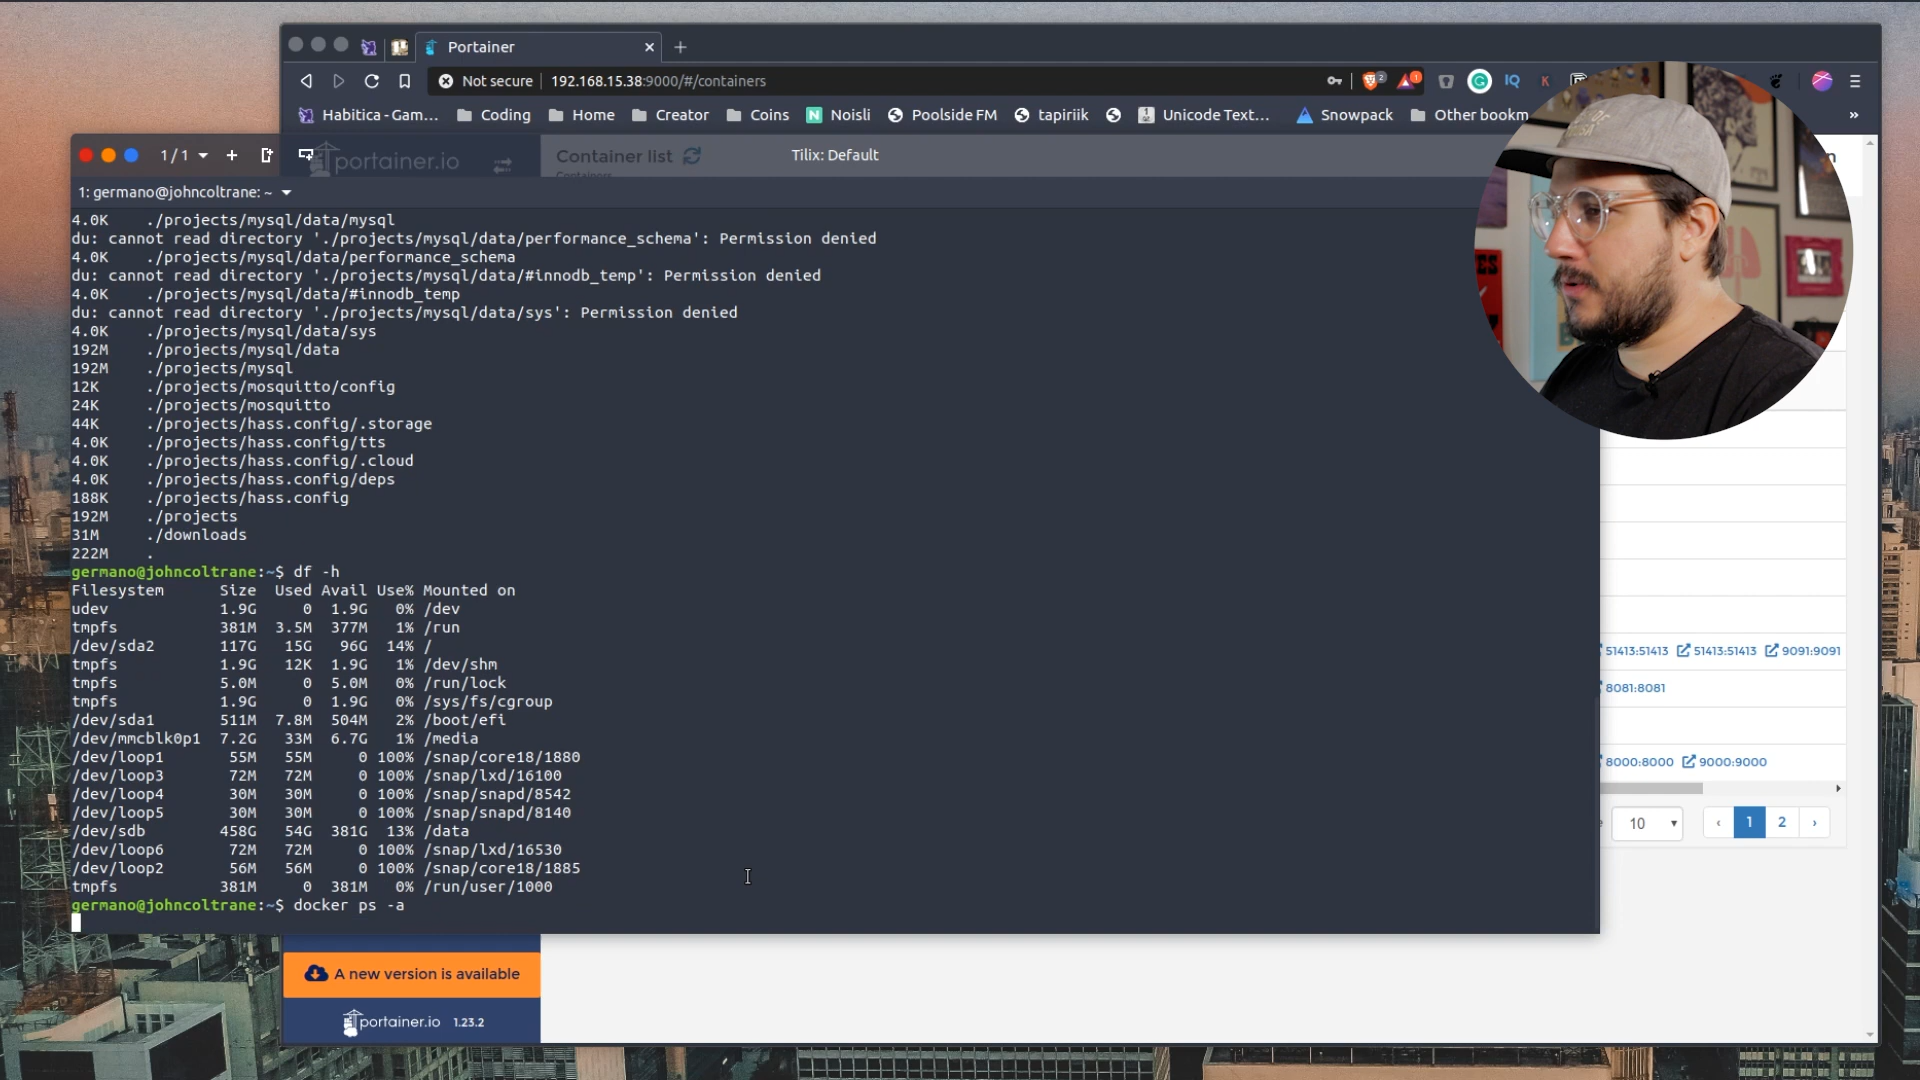 Portainer
Not secure
192.168.15.38:9000/#/containers
2
1
IQ
K
Habitica - Gam...
Coding
Home
Creator
Coins
Noisli
Poolside FM
tapiriik
Unicode Text...
Snowpack
Other bookm
»
1 / 1
portainer.io
Container list
Containers
Tilix: Default
1: germano@johncoltrane: ~
4.0K ./projects/mysql/data/mysql
du: cannot read directory './projects/mysql/data/performance_schema': Permission denied
4.0K ./projects/mysql/data/performance_schema
du: cannot read directory './projects/mysql/data/#innodb_temp': Permission denied
4.0K ./projects/mysql/data/#innodb_temp
du: cannot read directory './projects/mysql/data/sys': Permission denied
4.0K ./projects/mysql/data/sys
192M ./projects/mysql/data
192M ./projects/mysql
12K ./projects/mosquitto/config
24K ./projects/mosquitto
44K ./projects/hass.config/.storage
4.0K ./projects/hass.config/tts
4.0K ./projects/hass.config/.cloud
4.0K ./projects/hass.config/deps
188K ./projects/hass.config
192M ./projects
31M ./downloads
222M .
germano@johncoltrane:~$ df -h
Filesystem Size Used Avail Use% Mounted on
udev 1.9G 0 1.9G 0% /dev
tmpfs 381M 3.5M 377M 1% /run
/dev/sda2 117G 15G 96G 14% /
tmpfs 1.9G 12K 1.9G 1% /dev/shm
tmpfs 5.0M 0 5.0M 0% /run/lock
tmpfs 1.9G 0 1.9G 0% /sys/fs/cgroup
/dev/sda1 511M 7.8M 504M 2% /boot/efi
/dev/mmcblk0p1 7.2G 33M 6.7G 1% /media
/dev/loop1 55M 55M 0 100% /snap/core18/1880
/dev/loop3 72M 72M 0 100% /snap/lxd/16100
/dev/loop4 30M 30M 0 100% /snap/snapd/8542
/dev/loop5 30M 30M 0 100% /snap/snapd/8140
/dev/sdb 458G 54G 381G 13% /data
/dev/loop6 72M 72M 0 100% /snap/lxd/16530
/dev/loop2 56M 56M 0 100% /snap/core18/1885
tmpfs 381M 0 381M 0% /run/user/1000
germano@johncoltrane:~$ docker ps -a
51413:51413 51413:51413 9091:9091
8081:8081
8000:8000 9000:9000
10 ‹ 1 2 ›
A new version is available
portainer.io 1.23.2